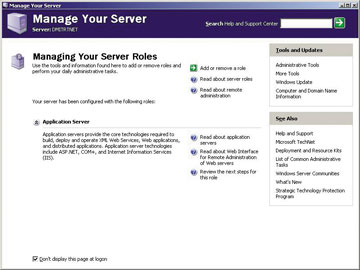 Manage Your Server
Manage Your Server
Server: DMSTRTNET
Search Help and Support Center
Managing Your Server Roles
Use the tools and information found here to add or remove roles and
perform your daily administrative tasks.
Your server has been configured with the following roles:
Add or remove a role
Read about server roles
Read about remote
administration
Application Server
Application servers provide the core technologies required to
build, deploy and operate XML Web Services, Web applications,
and distributed applications. Application server technologies
include ASP.NET, COM+, and Internet Information Services
(IIS).
Read about application
servers
Read about Web Interface
for Remote Administration
of Web servers
Review the next steps for
this role
Tools and Updates
Administrative Tools
More Tools
Windows Update
Computer and Domain Name
Information
See Also
Help and Support
Microsoft TechNet
Deployment and Resource Kits
List of Common Administrative
Tasks
Windows Server Communities
What's New
Strategic Technology Protection
Program
Don't display this page at logon